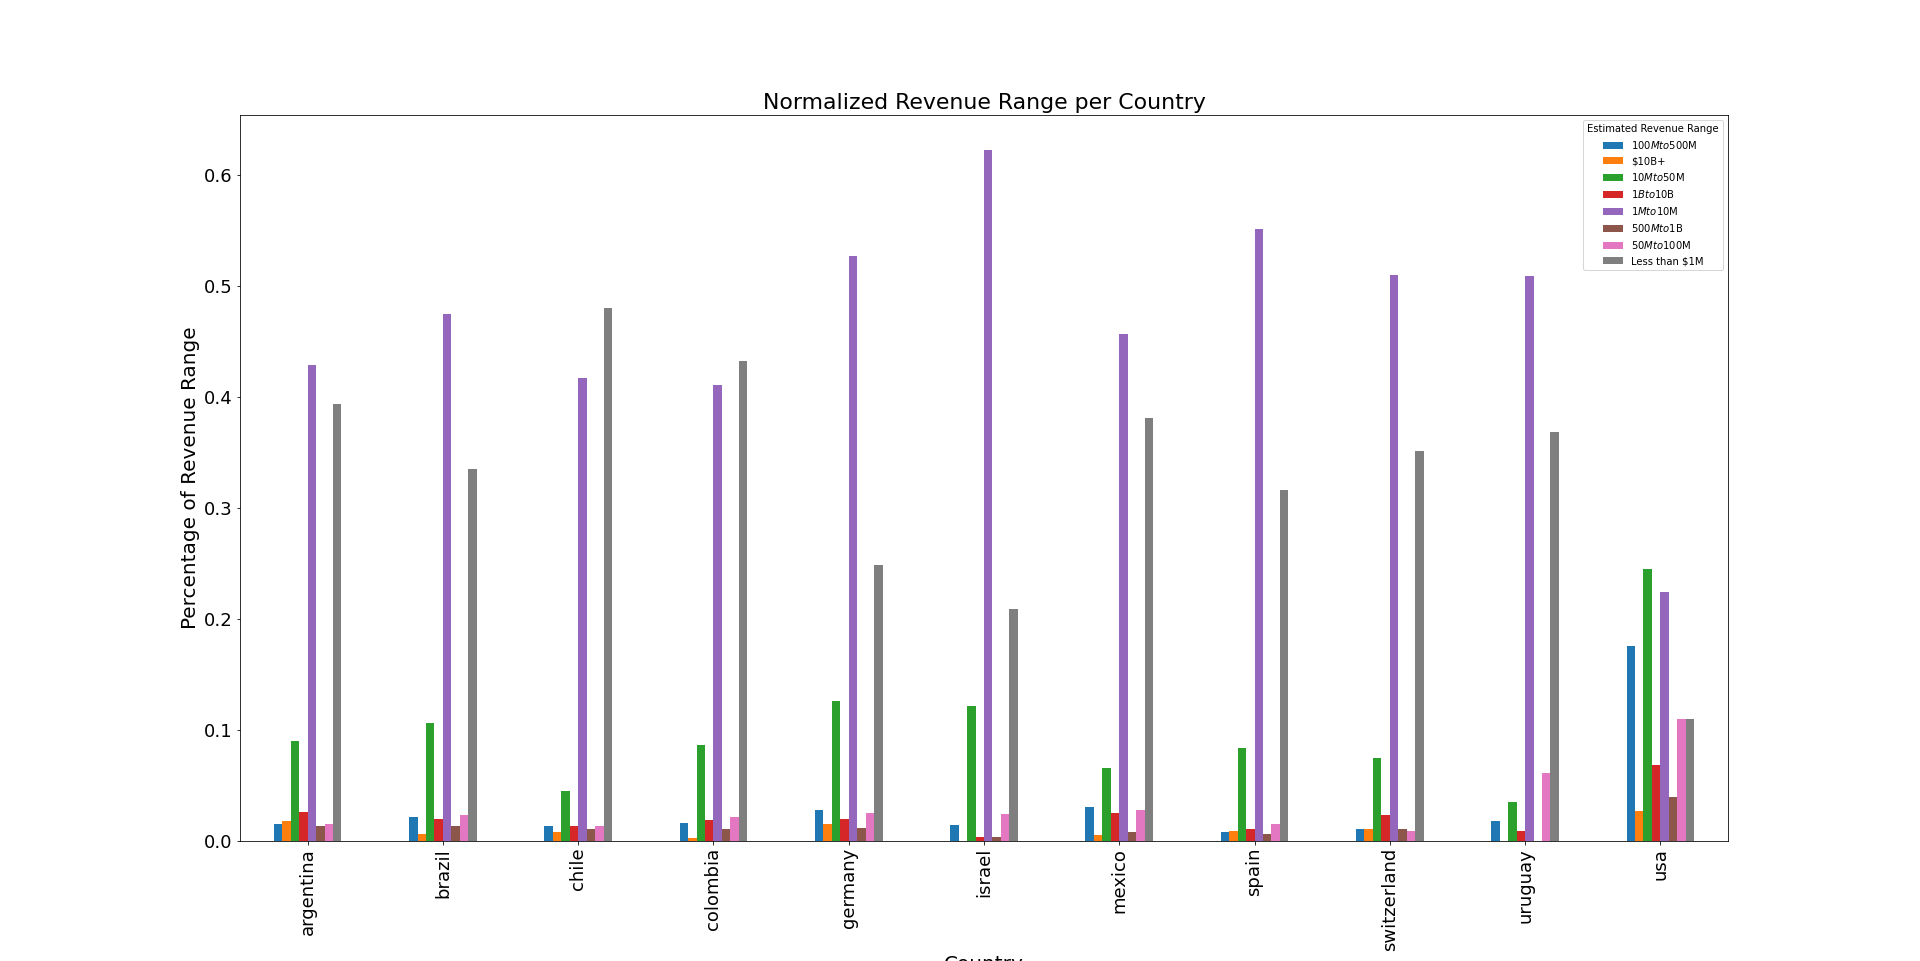 Normalized Revenue Range per Country
Estimated Revenue Range
100Mto500M
$10B+
10Mto50M
1Bto10B
1Mto10M
500Mto1B
50Mto100M
Less than $1M
Percentage of Revenue Range
0.6
0.5
0.4
0.3
0.2
0.1
0.0
argentina
brazil
chile
colombia
germany
israel
mexico
spain
switzerland
uruguay
usa
Country